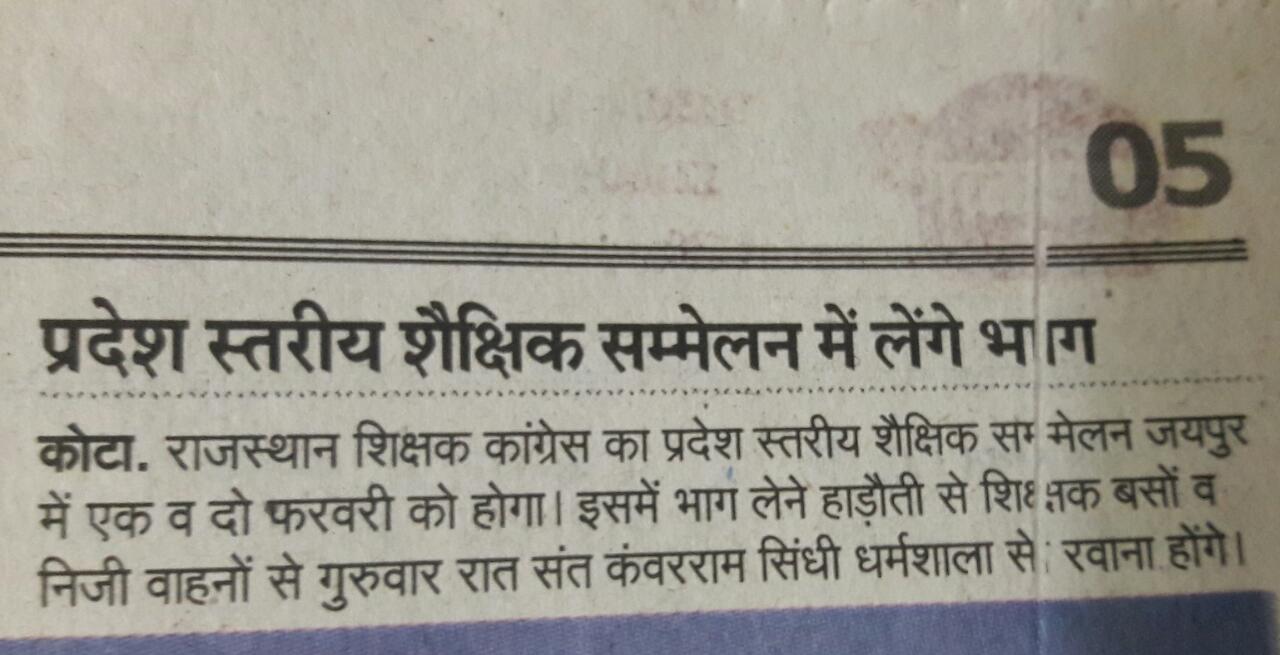 05
प्रदेश स्तरीय शैक्षिक सम्मेलन में लेंगे भाग
कोटा. राजस्थान शिक्षक कांग्रेस का प्रदेश स्तरीय शैक्षिक सम्मेलन जयपुर
में एक व दो फरवरी को होगा। इसमें भाग लेने हाड़ौती से शिक्षक बसों व
निजी वाहनों से गुरुवार रात संत कंवरराम सिंधी धर्मशाला से रवाना होंगे।